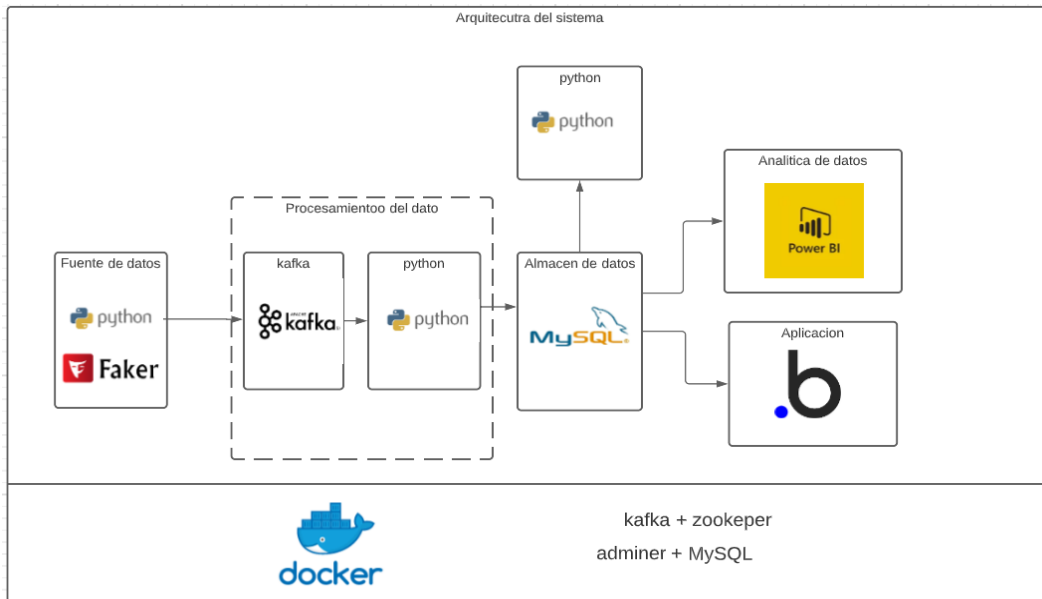 Arquitecutra del sistema
python
python
Analitica de datos
Power BI
Procesamientoo del dato
Fuente de datos
python
Faker
kafka
APACHE
kafka
python
python
Almacen de datos
MySQL
Aplicacion
.b
docker
kafka + zookeper
adminer + MySQL